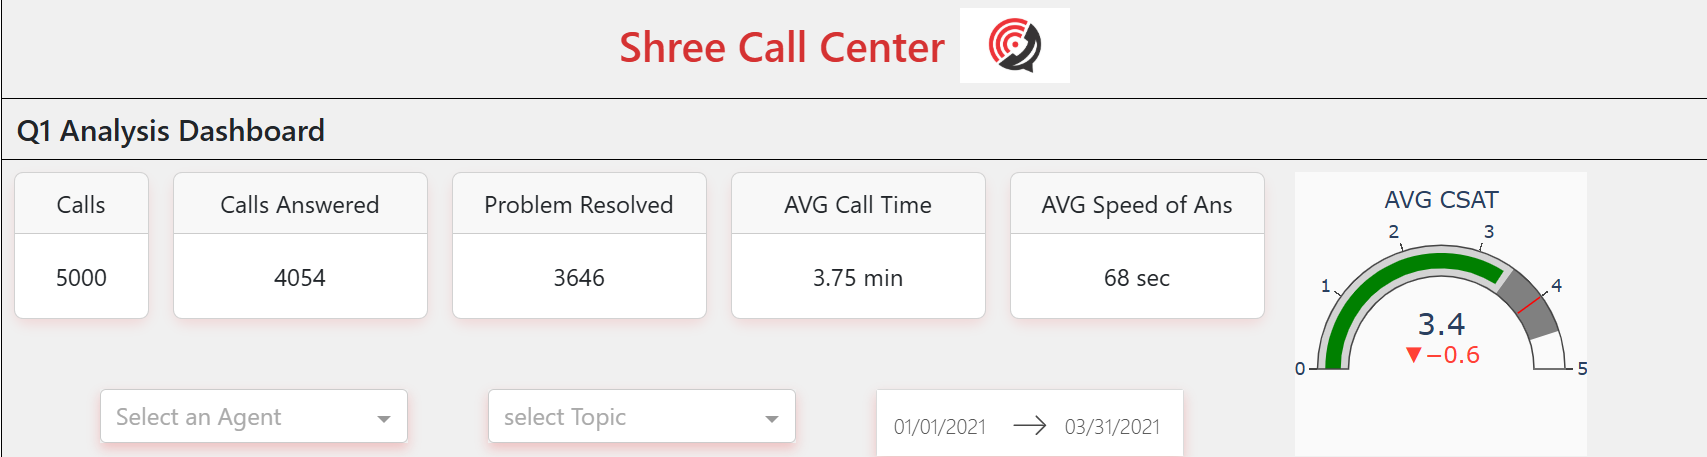 Shree Call Center
Q1 Analysis Dashboard
Calls
5000
Calls Answered
4054
Problem Resolved
3646
AVG Call Time
3.75 min
AVG Speed of Ans
68 sec
AVG CSAT
0
1
2
3
4
5
3.4
▼−0.6
Select an Agent
select Topic
01/01/2021 → 03/31/2021